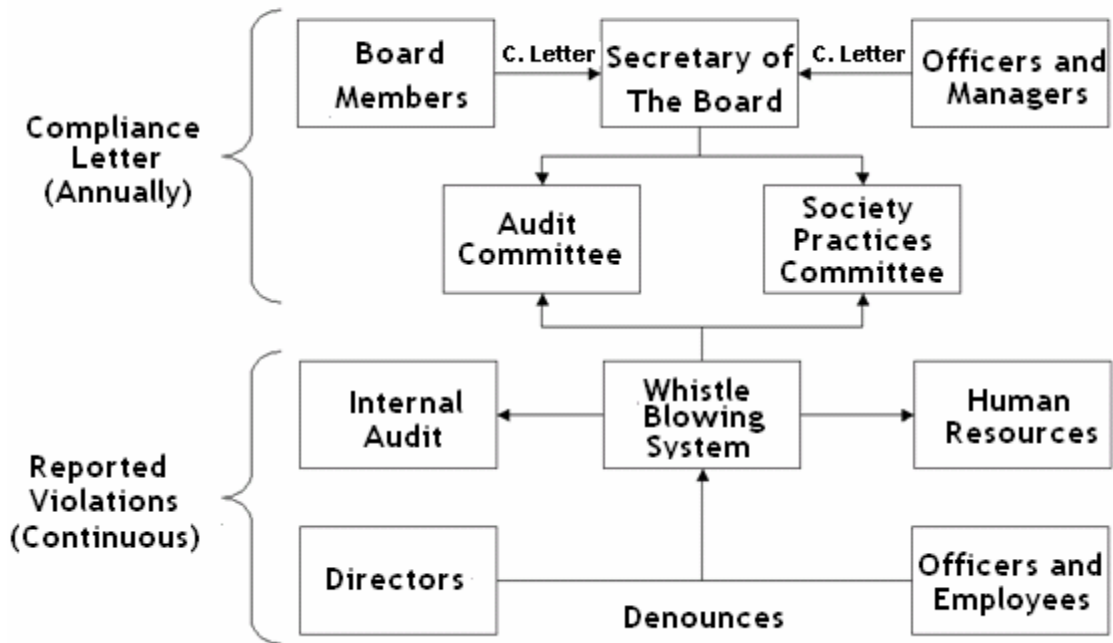 Board
Members
C. Letter
Secretary of
The Board
C. Letter
Officers and
Managers
Compliance
Letter
(Annually)
Audit
Committee
Society
Practices
Committee
Internal
Audit
Whistle
Blowing
System
Human
Resources
Reported
Violations
(Continuous)
Directors
Denounces
Officers and
Employees